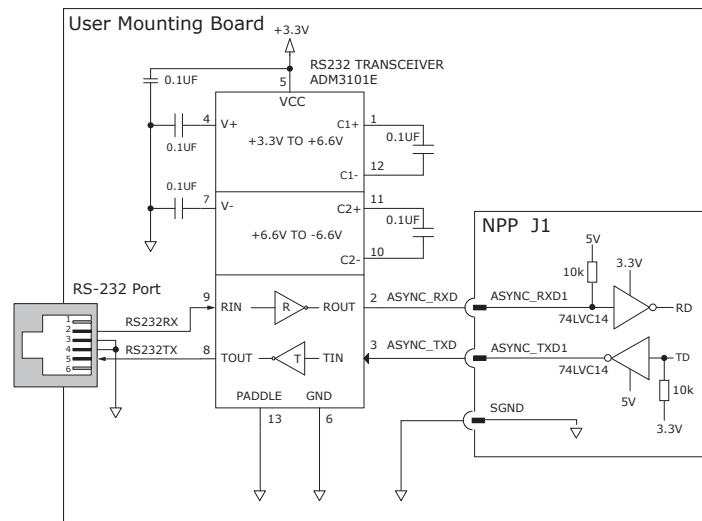 User Mounting Board
+3.3V
RS232 TRANSCEIVER
ADM3101E
0.1UF
5
VCC
4
V+
C1+
1
0.1UF
+3.3V TO +6.6V
0.1UF
C1-
12
0.1UF
7
V-
C2+
11
+6.6V TO -6.6V
0.1UF
C2-
10
NPP J1
5V
10k
3.3V
RS-232 Port
9
RIN
R
ROUT
2
ASYNC_RXD
ASYNC_RXD1
74LVC14
RD
1
2
3
4
5
6
RS232RX
RS232TX
8
TOUT
T
TIN
3
ASYNC_TXD
ASYNC_TXD1
74LVC14
TD
5V
10k
3.3V
PADDLE
GND
13
6
SGND